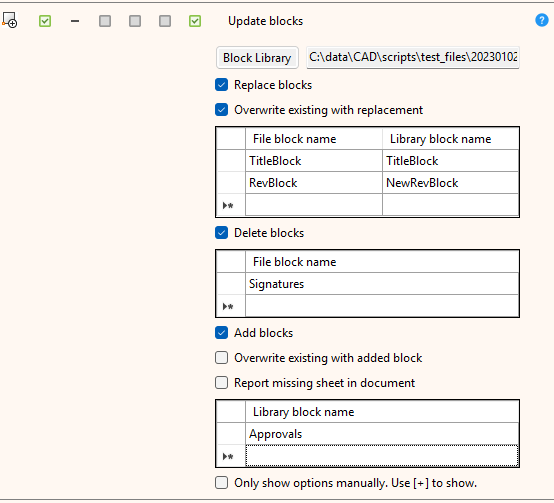 Update blocks
?
Block Library C:\data\CAD\scripts\test_files\20230102
Replace blocks
Overwrite existing with replacement
File block name Library block name
TitleBlock TitleBlock
RevBlock NewRevBlock
Delete blocks
File block name
Signatures
Add blocks
Overwrite existing with added block
Report missing sheet in document
Library block name
Approvals
Only show options manually. Use [+] to show.